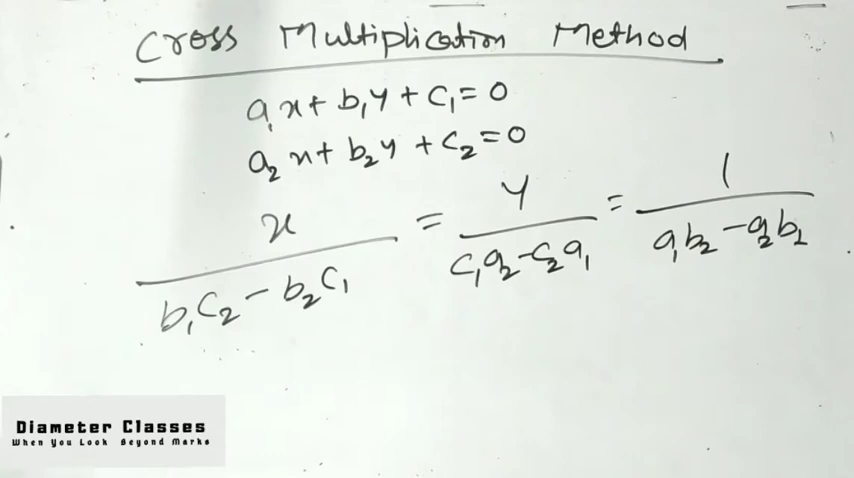 Cross Multiplication Method
a₁x + b₁y + c₁ = 0
a₂x + b₂y + c₂ = 0
x / (b₁c₂ - b₂c₁) = y / (c₁a₂ - c₂a₁) = 1 / (a₁b₂ - a₂b₂)
Diameter Classes
When You Look Beyond Marks